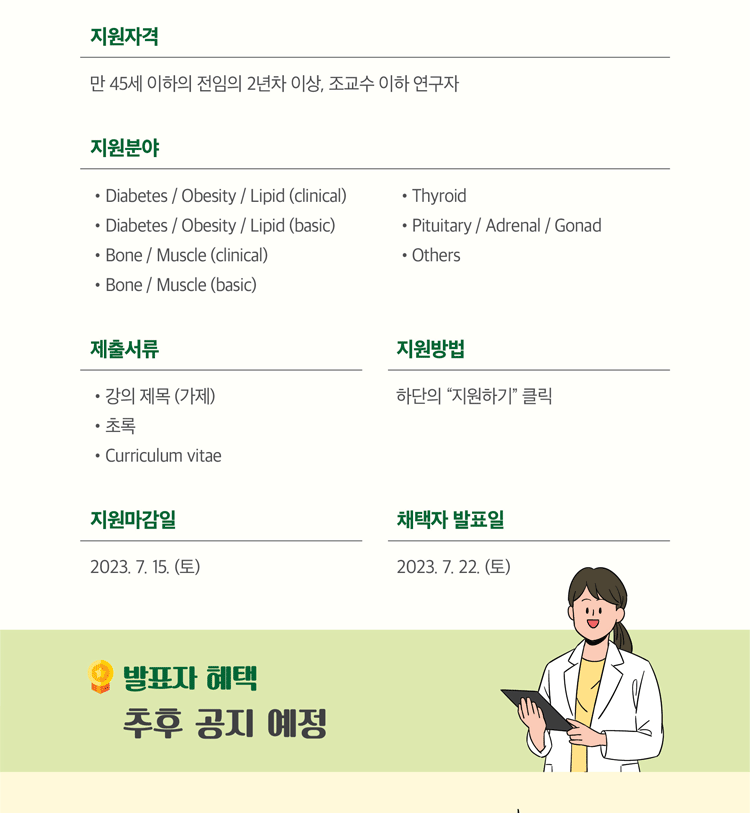 지원자격
만 45세 이하의 전임의 2년차 이상, 조교수 이하 연구자
지원분야
• Diabetes / Obesity / Lipid (clinical)
• Diabetes / Obesity / Lipid (basic)
• Bone / Muscle (clinical)
• Bone / Muscle (basic)
• Thyroid
• Pituitary / Adrenal / Gonad
• Others
제출서류
• 강의 제목 (가제)
• 초록
• Curriculum vitae
지원방법
하단의 “지원하기” 클릭
지원마감일
2023. 7. 15. (토)
채택자 발표일
2023. 7. 22. (토)
발표자 혜택
추후 공지 예정